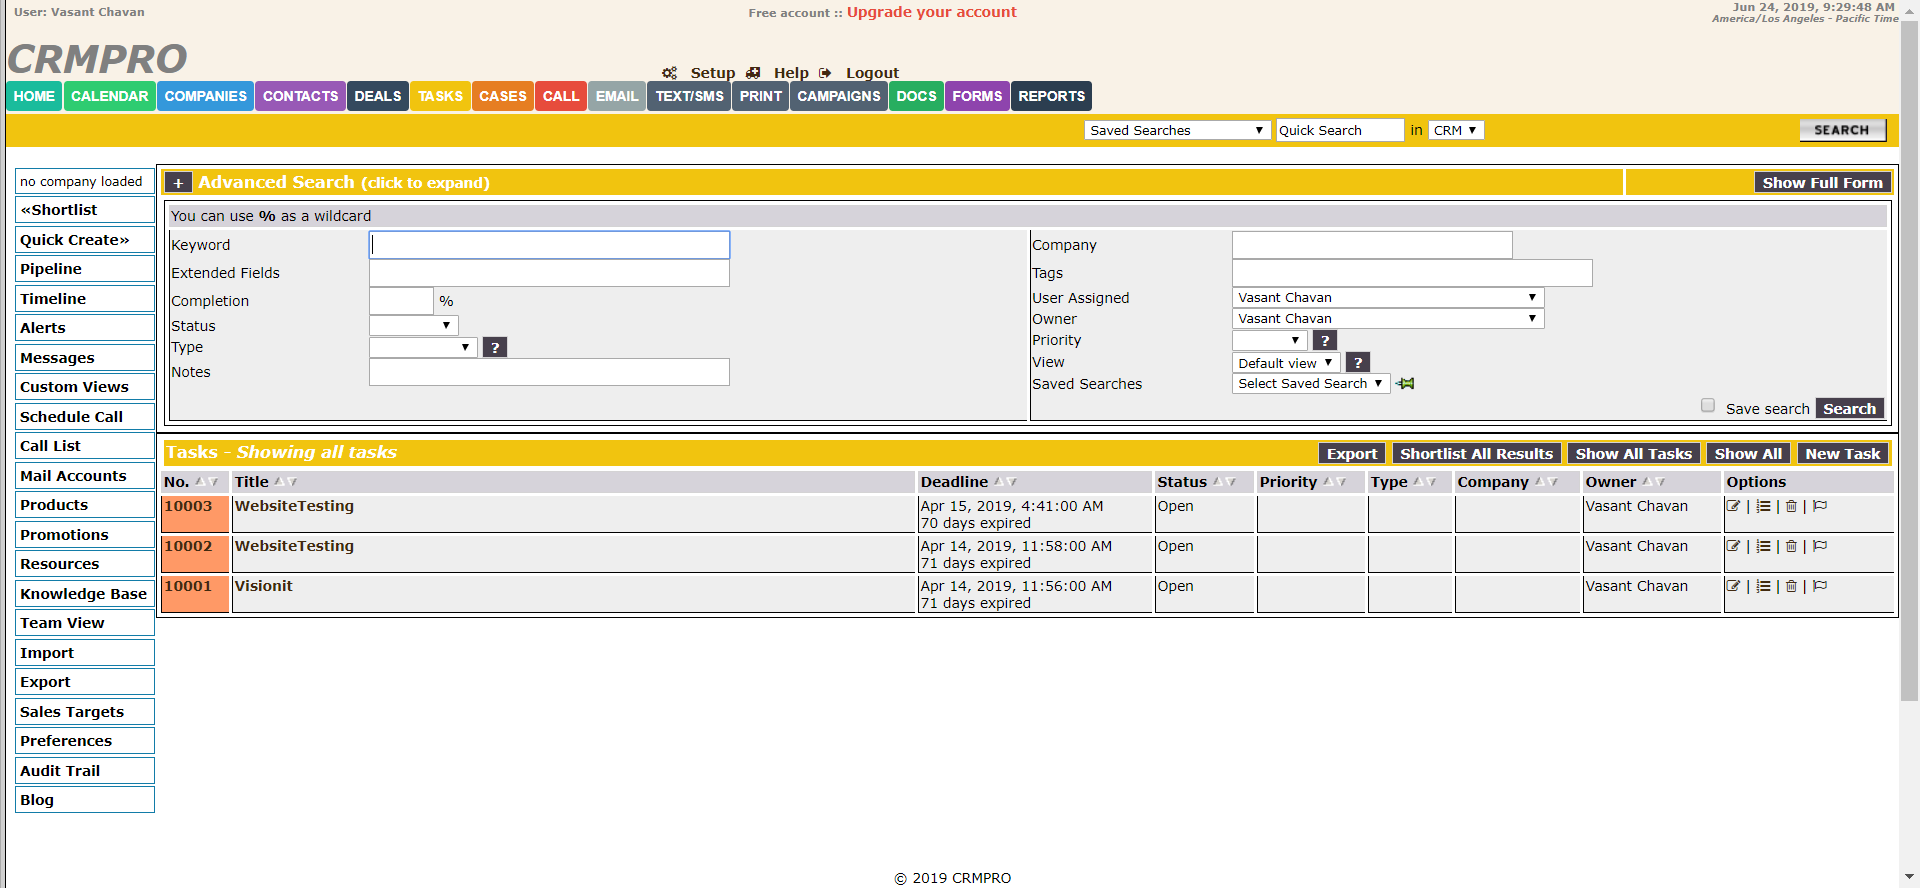 User: Vasant Chavan
Free account :: Upgrade your account
Jun 24, 2019, 9:29:48 AM
America/Los Angeles - Pacific Time
CRMPRO
Setup Help Logout
HOME CALENDAR COMPANIES CONTACTS DEALS TASKS CASES CALL EMAIL TEXT/SMS PRINT CAMPAIGNS DOCS FORMS REPORTS
Saved Searches Quick Search in CRM SEARCH
no company loaded
«Shortlist
Quick Create»
Pipeline
Timeline
Alerts
Messages
Custom Views
Schedule Call
Call List
Mail Accounts
Products
Promotions
Resources
Knowledge Base
Team View
Import
Export
Sales Targets
Preferences
Audit Trail
Blog
+ Advanced Search (click to expand) Show Full Form
You can use % as a wildcard
Keyword
Extended Fields
Completion %
Status
Type ?
Notes
Company
Tags
User Assigned Vasant Chavan
Owner Vasant Chavan
Priority ?
View Default view ?
Saved Searches Select Saved Search
Save search Search
Tasks - Showing all tasks Export Shortlist All Results Show All Tasks Show All New Task
No. Title Deadline Status Priority Type Company Owner Options
10003 WebsiteTesting Apr 15, 2019, 4:41:00 AM Open Vasant Chavan | | |
70 days expired
10002 WebsiteTesting Apr 14, 2019, 11:58:00 AM Open Vasant Chavan | | |
71 days expired
10001 Visionit Apr 14, 2019, 11:56:00 AM Open Vasant Chavan | | |
71 days expired
© 2019 CRMPRO